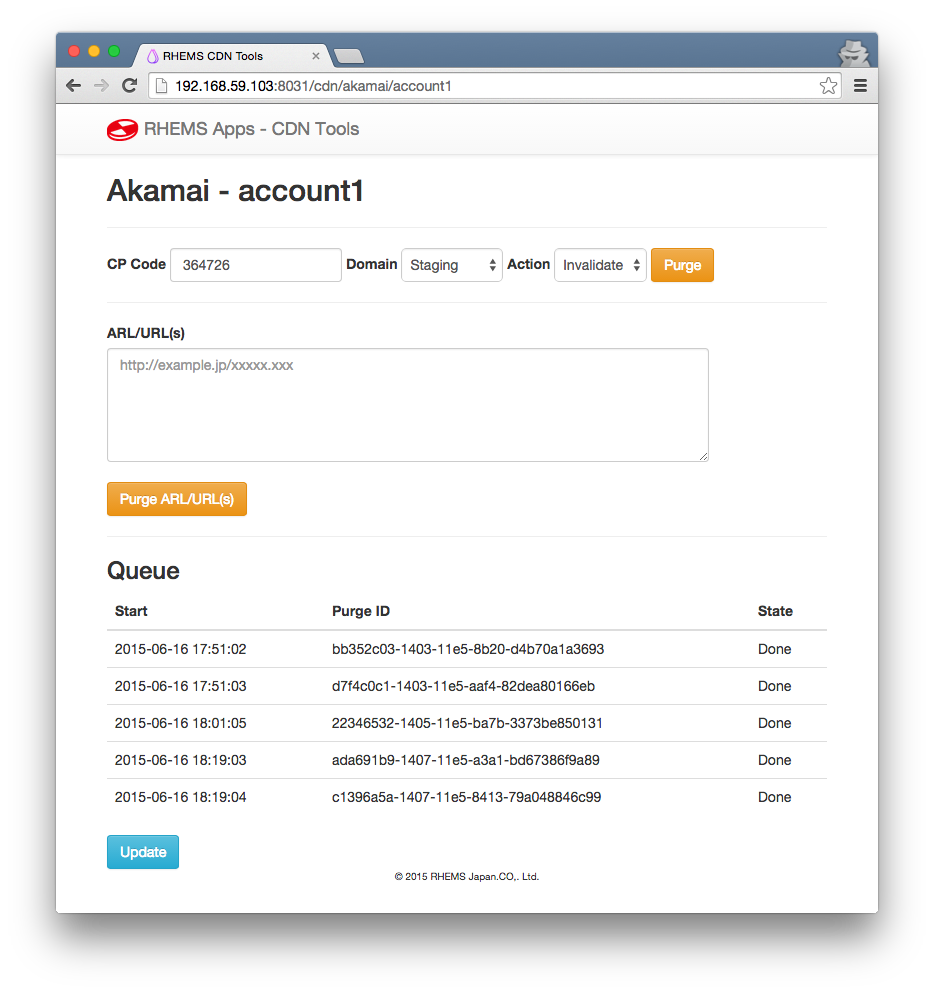 RHEMS CDN Tools
192.168.59.103:8031/cdn/akamai/account1
RHEMS Apps - CDN Tools
Akamai - account1
CP Code 364726 Domain Staging Action Invalidate Purge
ARL/URL(s)
http://example.jp/xxxxx.xxx
Purge ARL/URL(s)
Queue
Start Purge ID State
2015-06-16 17:51:02 bb352c03-1403-11e5-8b20-d4b70a1a3693 Done
2015-06-16 17:51:03 d7f4c0c1-1403-11e5-aaf4-82dea80166eb Done
2015-06-16 18:01:05 22346532-1405-11e5-ba7b-3373be850131 Done
2015-06-16 18:19:03 ada691b9-1407-11e5-a3a1-bd67386f9a89 Done
2015-06-16 18:19:04 c1396a5a-1407-11e5-8413-79a048846c99 Done
Update
© 2015 RHEMS Japan.CO,. Ltd.